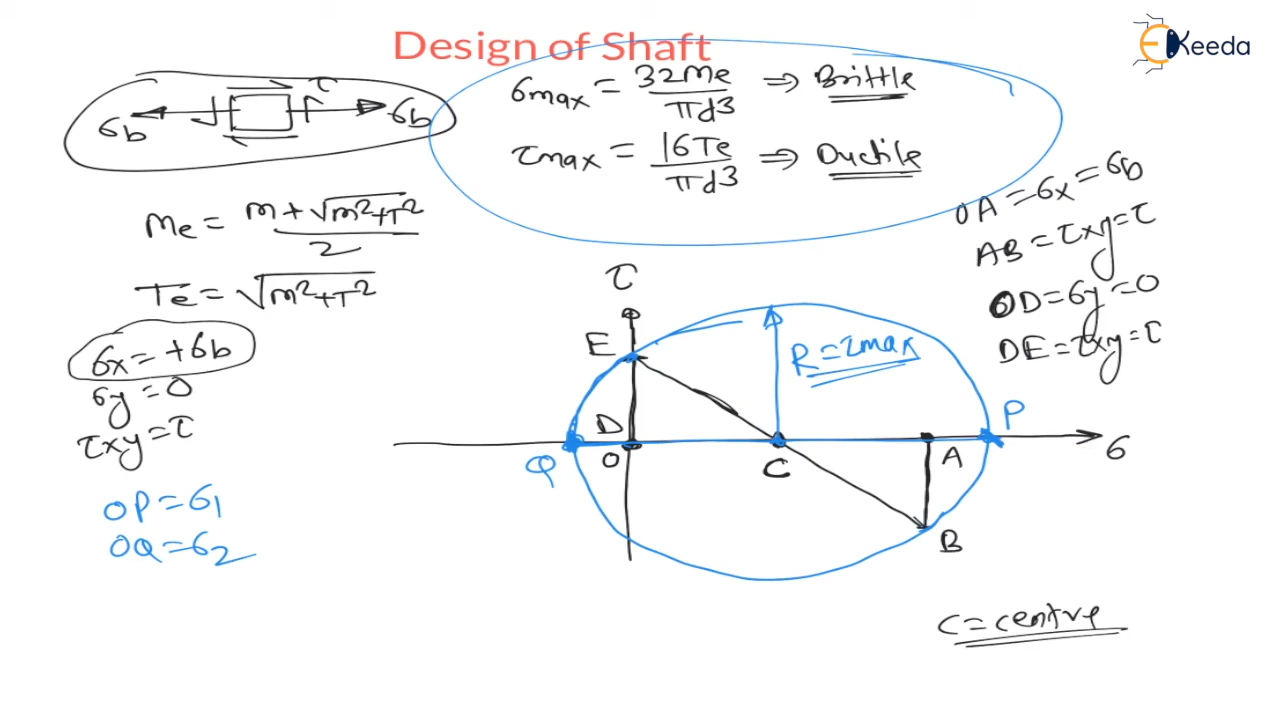 Design of Shaft
EKeeda
τ
σb
σb
σmax = 32Me/πd3 ⇒ Brittle
τmax = 16Te/πd3 ⇒ Ductile
Me = m+√m2+T2/2
Te = √m2+T2
σx = +σb
σy = 0
τxy = τ
OP = σ1
OQ = σ2
OA = σx = σb
AB = τxy = τ
OD = σy = 0
DE = τxy = τ
τ
E
R = τmax
D
P
Q
O
C
A
σ
B
C = centre